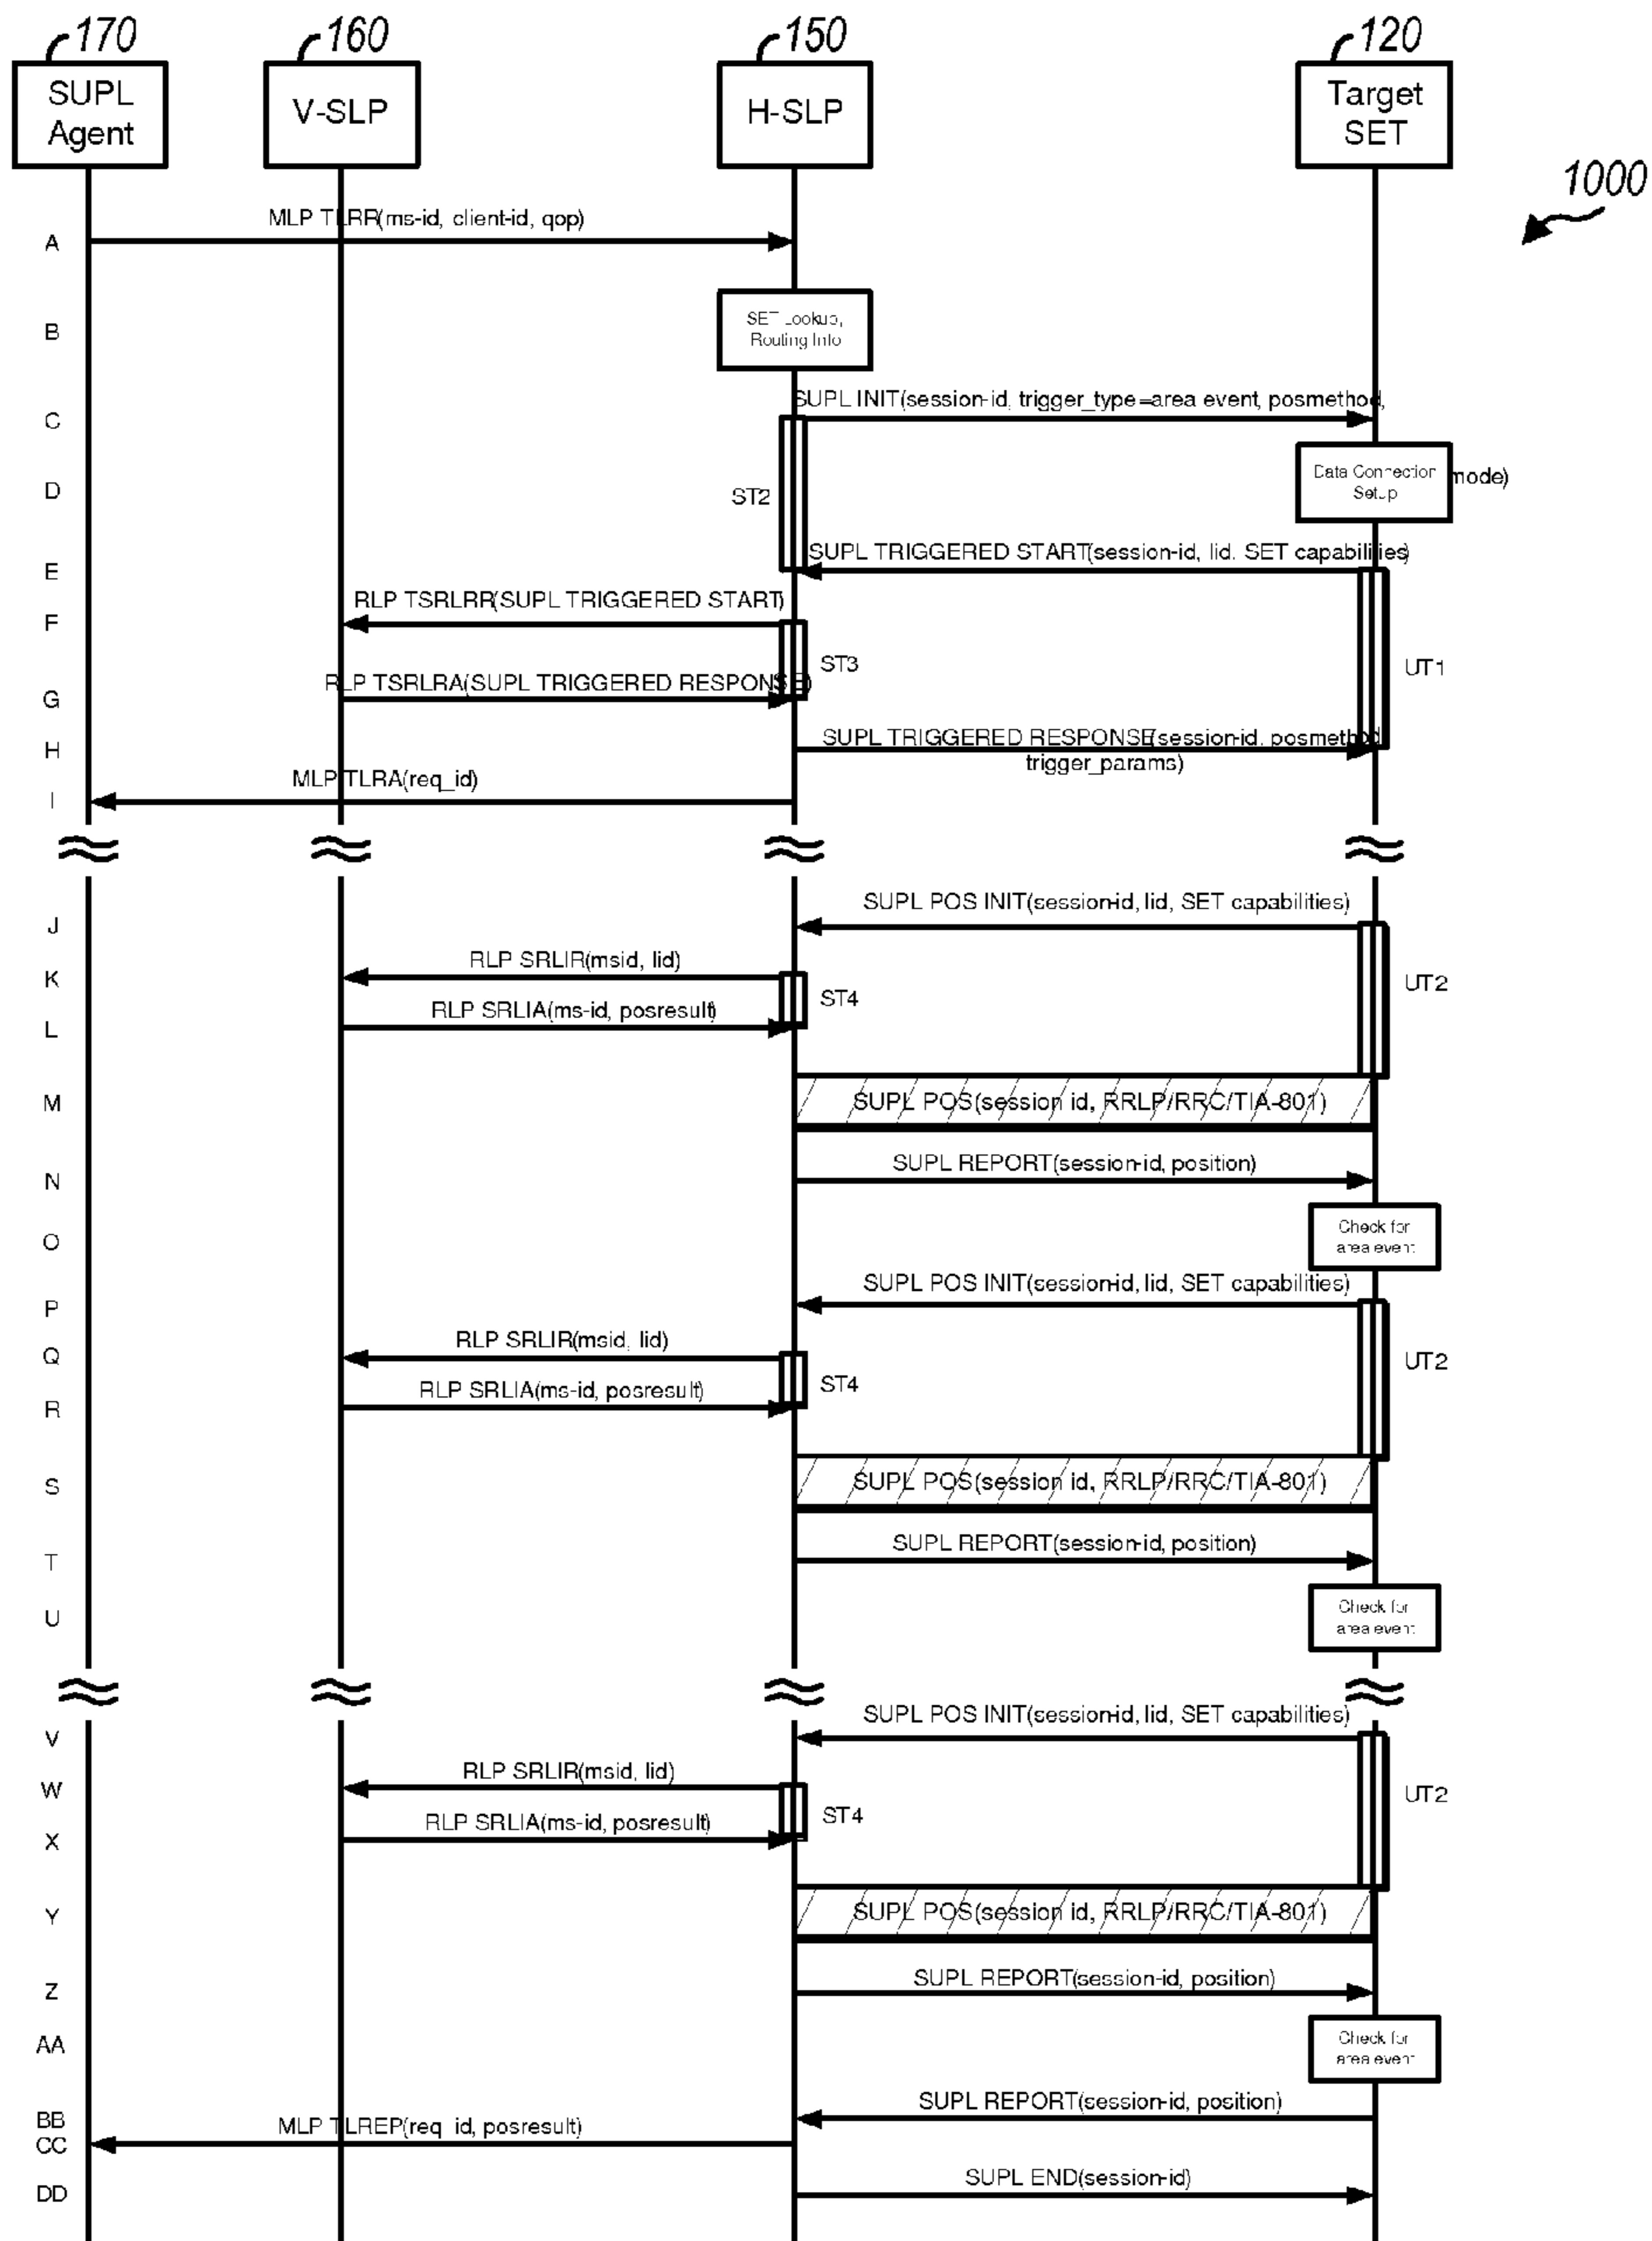 170
160
150
120
SUPL
Agent
V-SLP
H-SLP
Target
SET
1000
A
MLP TLRR(ms-id, client-id, qop)
B
SET Lookup,
Routing Info
C
SUPL INIT(session-id, trigger_type=area event, posmethod,
D
ST2
Data Connection
Setup
mode)
E
SUPL TRIGGERED START(session-id, lid, SET capabilities)
F
RLP TSRLRR(SUPL TRIGGERED START)
ST3
UT1
G
RLP TSRLRA(SUPL TRIGGERED RESPONSE)
H
SUPL TRIGGERED RESPONSE(session-id, posmethod
trigger_params)
I
MLP TLRA(req_id)
J
SUPL POS INIT(session-id, lid, SET capabilities)
K
RLP SRLIR(msid, lid)
ST4
UT2
L
RLP SRLIA(ms-id, posresult)
M
SUPL POS(session id, RRLP/RRC/TIA-801)
N
SUPL REPORT(session-id, position)
O
Check for
area event
P
SUPL POS INIT(session-id, lid, SET capabilities)
Q
RLP SRLIR(msid, lid)
ST4
UT2
R
RLP SRLIA(ms-id, posresult)
S
SUPL POS(session id, RRLP/RRC/TIA-801)
T
SUPL REPORT(session-id, position)
U
Check for
area event
V
SUPL POS INIT(session-id, lid, SET capabilities)
W
RLP SRLIR(msid, lid)
ST4
UT2
X
RLP SRLIA(ms-id, posresult)
Y
SUPL POS(session id, RRLP/RRC/TIA-801)
Z
SUPL REPORT(session-id, position)
AA
Check for
area event
BB
SUPL REPORT(session-id, position)
CC
MLP TLREP(req_id, posresult)
DD
SUPL END(session-id)